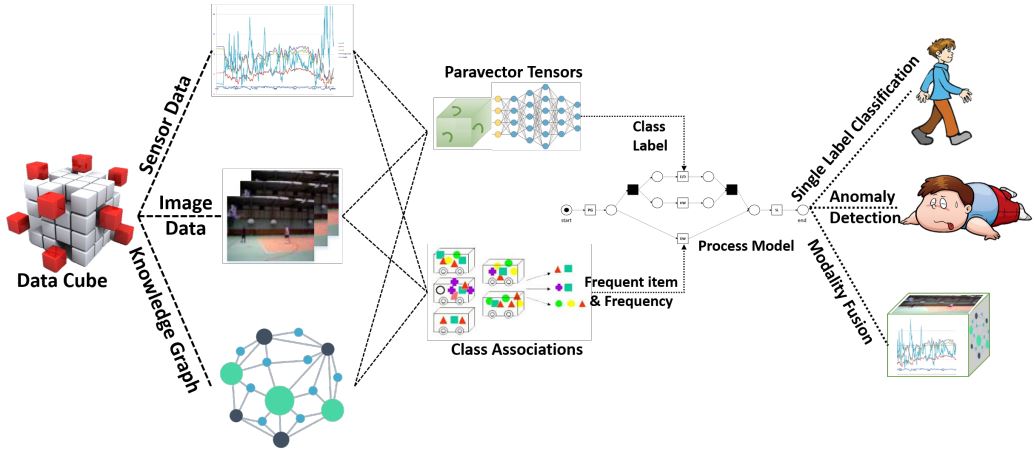 Sensor Data
Image
Data
Knowledge Graph
Data Cube
Paravector Tensors
Class
Label
start
end
Process Model
Frequent item
& Frequency
Class Associations
Single Label Classification
Anomaly
Detection
Modality Fusion